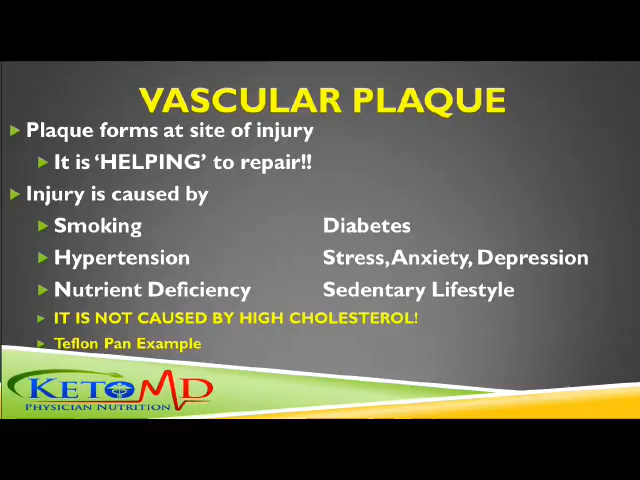 VASCULAR PLAQUE
Plaque forms at site of injury
It is ‘HELPING’ to repair!!
Injury is caused by
Smoking Diabetes
Hypertension Stress, Anxiety, Depression
Nutrient Deficiency Sedentary Lifestyle
IT IS NOT CAUSED BY HIGH CHOLESTEROL!
Teflon Pan Example
KETO MD
PHYSICIAN NUTRITION